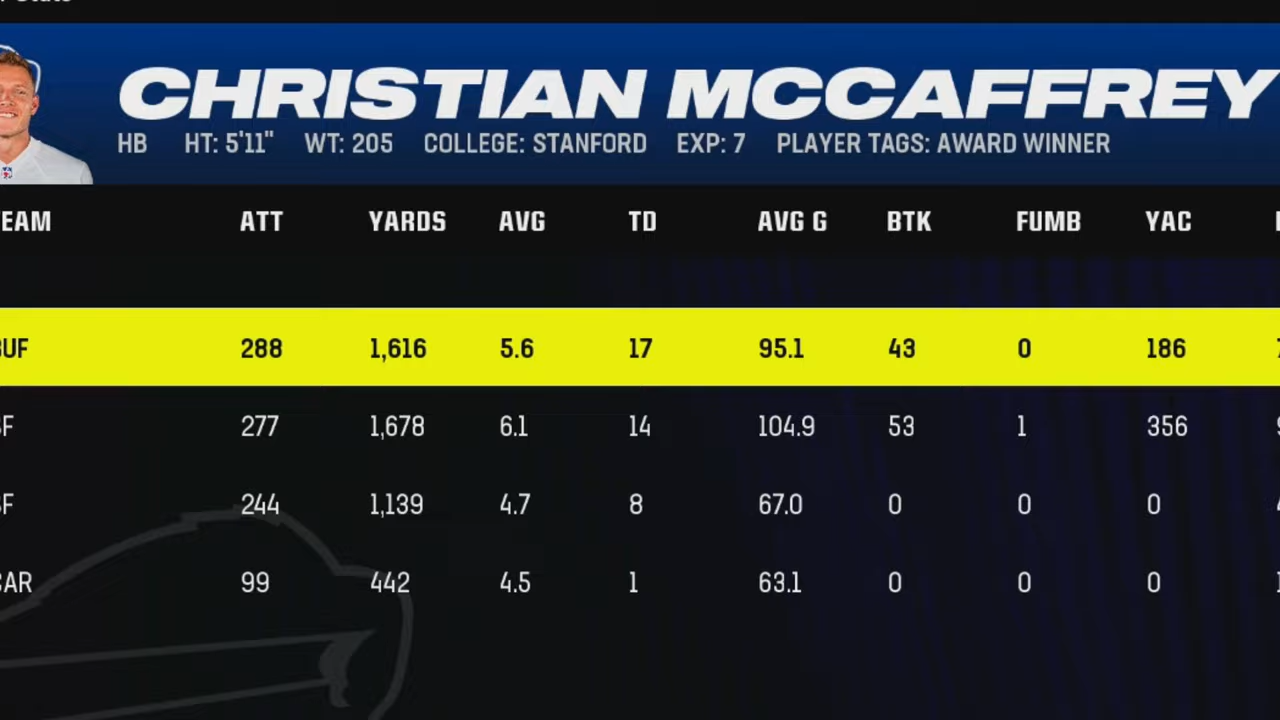 CHRISTIAN MCCAFFREY
HB HT: 5'11" WT: 205 COLLEGE: STANFORD EXP: 7 PLAYER TAGS: AWARD WINNER
EAM ATT YARDS AVG TD AVG G BTK FUMB YAC
BUF 288 1,616 5.6 17 95.1 43 0 186
F 277 1,678 6.1 14 104.9 53 1 356
F 244 1,139 4.7 8 67.0 0 0 0
CAR 99 442 4.5 1 63.1 0 0 0